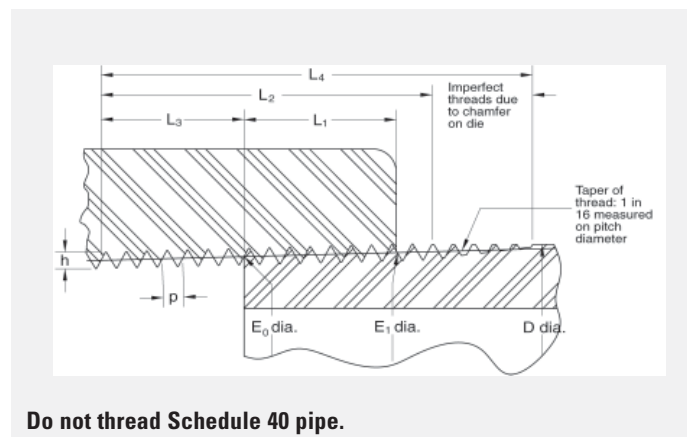 L₄
L₂
Imperfect
threads due
to chamfer
on die
L₃
L₁
Taper of
thread: 1 in
16 measured
on pitch
diameter
h
p
E₀ dia.
E₁ dia.
D dia.
Do not thread Schedule 40 pipe.